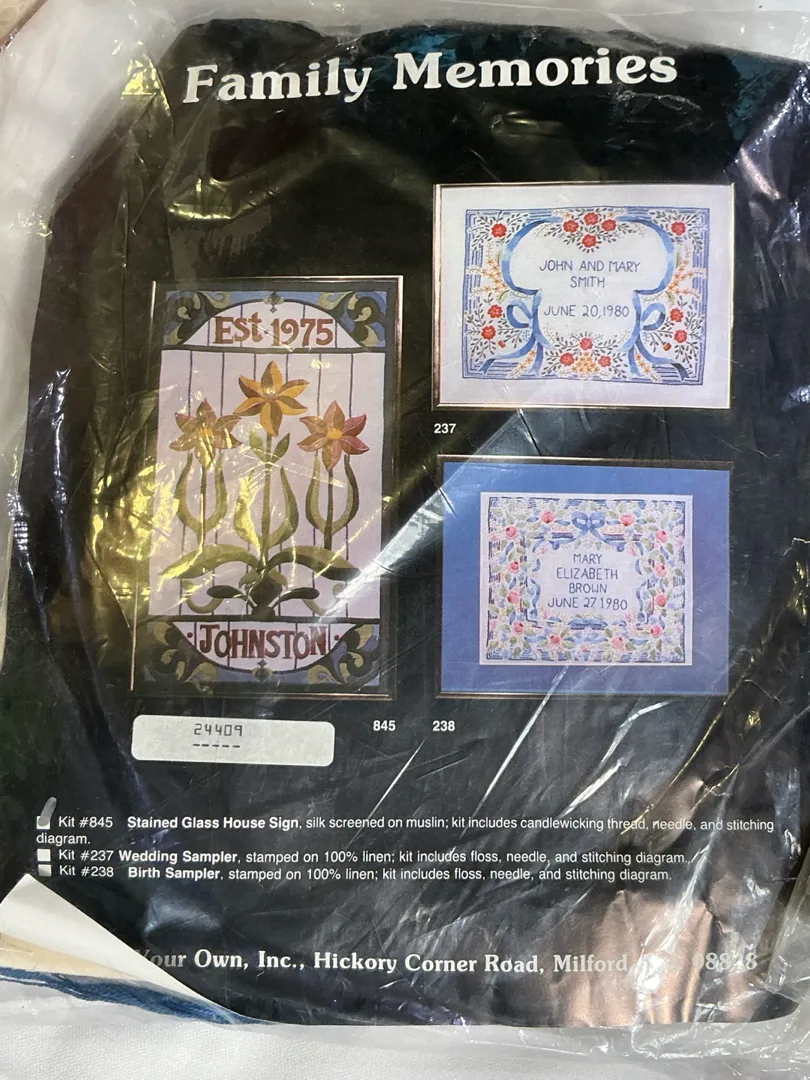 Family Memories
Est 1975
JOHNSTON
JOHN AND MARY
SMITH
JUNE 20,1980
237
MARY
ELIZABETH
BROWN
JUNE 27 1980
24409
-----
845
238
Kit #845 Stained Glass House Sign, silk screened on muslin; kit includes candlewicking thread, needle, and stitching
diagram.
Kit #237 Wedding Sampler, stamped on 100% linen; kit includes floss, needle, and stitching diagram.
Kit #238 Birth Sampler, stamped on 100% linen; kit includes floss, needle, and stitching diagram.
Your Own, Inc., Hickory Corner Road, Milford,